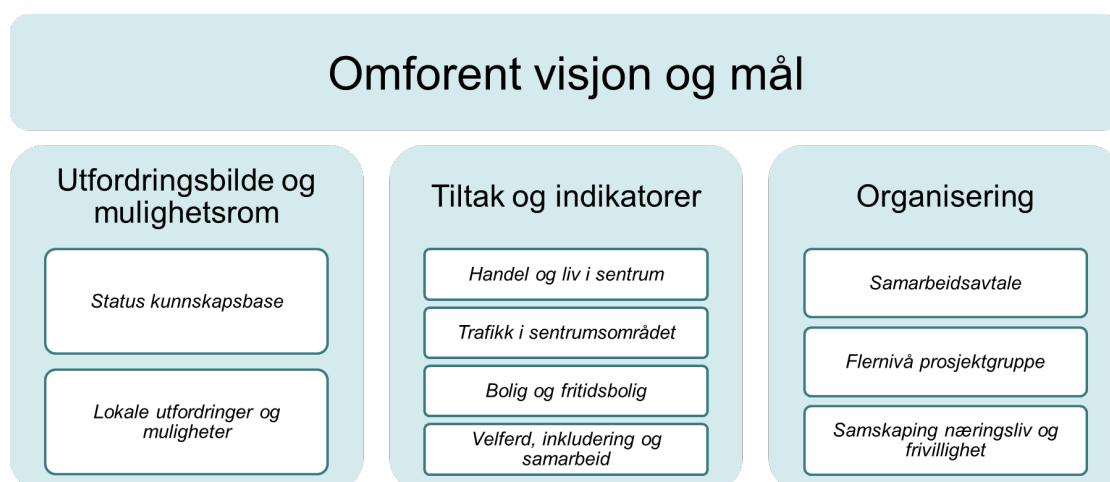 Omforent visjon og mål
Utfordringsbilde og
mulighetsrom
Status kunnskapsbase
Lokale utfordringer og
muligheter
Tiltak og indikatorer
Handel og liv i sentrum
Trafikk i sentrumsområdet
Bolig og fritidsbolig
Velferd, inkludering og
samarbeid
Organisering
Samarbeidsavtale
Flernivå prosjektgruppe
Samskaping næringsliv og
frivillighet